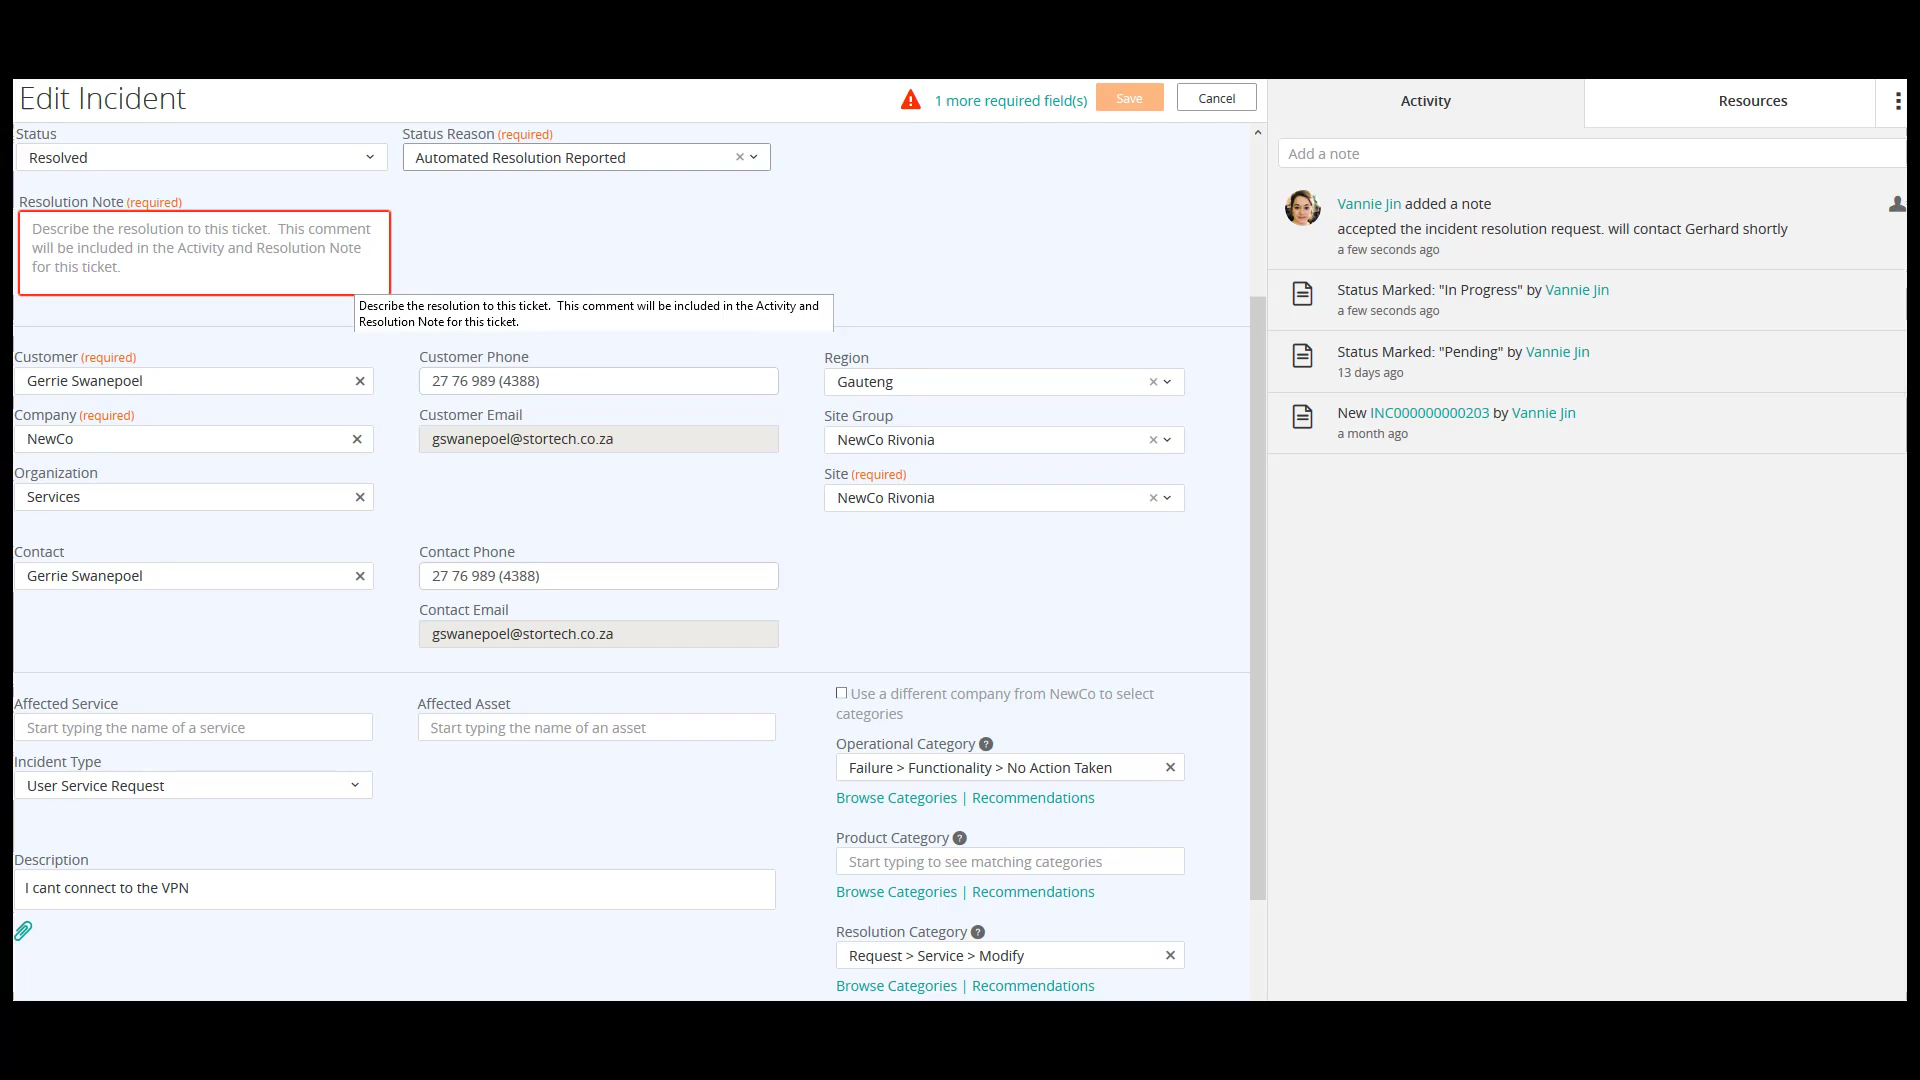 Edit Incident
1 more required field(s)
Save
Cancel
Activity
Resources
Status
Status Reason (required)
Resolved
Automated Resolution Reported
Resolution Note (required)
Describe the resolution to this ticket.  This comment
will be included in the Activity and Resolution Note
for this ticket.
Describe the resolution to this ticket.  This comment will be included in the Activity and
Resolution Note for this ticket.
Customer (required)
Gerrie Swanepoel
Customer Phone
27 76 989 (4388)
Region
Gauteng
Company (required)
NewCo
Customer Email
gswanepoel@stortech.co.za
Site Group
NewCo Rivonia
Organization
Services
Site (required)
NewCo Rivonia
Contact
Gerrie Swanepoel
Contact Phone
27 76 989 (4388)
Contact Email
gswanepoel@stortech.co.za
Affected Service
Start typing the name of a service
Affected Asset
Start typing the name of an asset
Use a different company from NewCo to select
categories
Operational Category ?
Failure > Functionality > No Action Taken
Browse Categories | Recommendations
Incident Type
User Service Request
Product Category ?
Start typing to see matching categories
Browse Categories | Recommendations
Description
I cant connect to the VPN
Resolution Category ?
Request > Service > Modify
Browse Categories | Recommendations
Add a note
Vannie Jin added a note
accepted the incident resolution request. will contact Gerhard shortly
a few seconds ago
Status Marked: "In Progress" by Vannie Jin
a few seconds ago
Status Marked: "Pending" by Vannie Jin
13 days ago
New INC000000000203 by Vannie Jin
a month ago